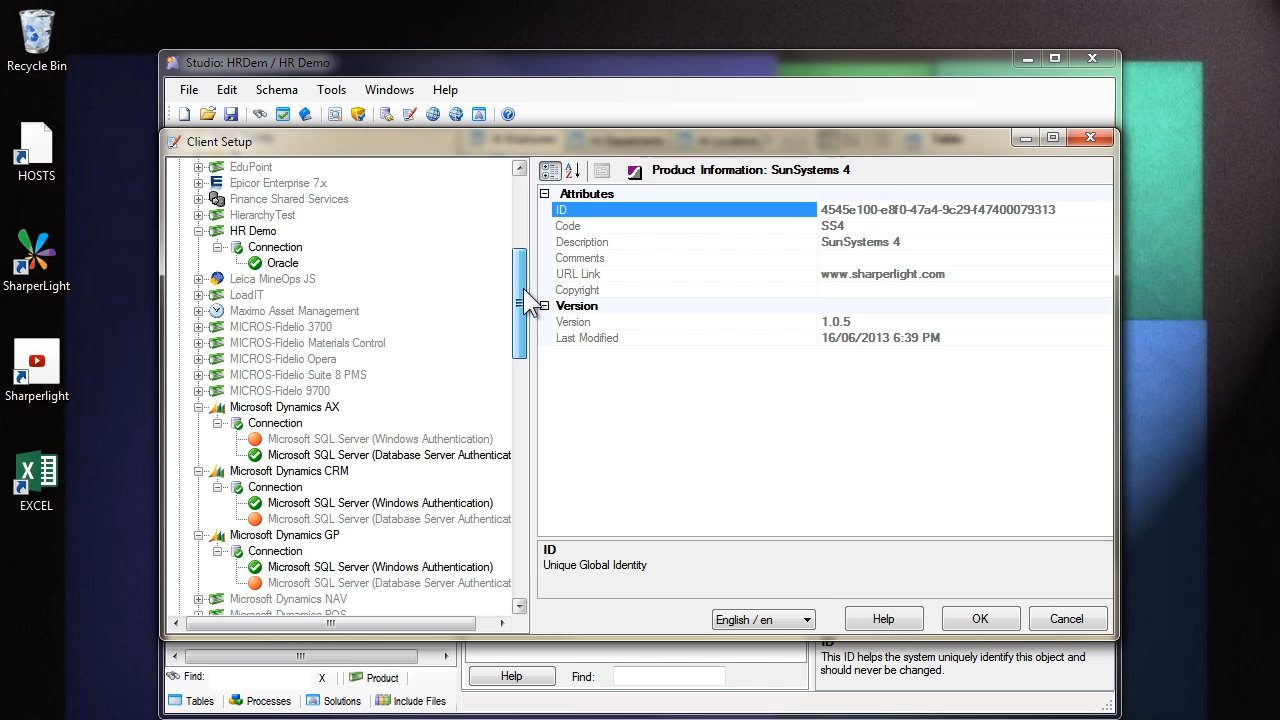 Recycle Bin
HOSTS
SharperLight
Sharperlight
EXCEL
Studio: HRDem / HR Demo
File Edit Schema Tools Windows Help
Client Setup
EduPoint
Epicor Enterprise 7.x
Finance Shared Services
HierarchyTest
HR Demo
Connection
Oracle
Leica MineOps JS
LoadIT
Maximo Asset Management
MICROS-Fidelio 3700
MICROS-Fidelio Materials Control
MICROS-Fidelio Opera
MICROS-Fidelio Suite 8 PMS
MICROS-Fidelio 9700
Microsoft Dynamics AX
Connection
Microsoft SQL Server (Windows Authentication)
Microsoft SQL Server (Database Server Authenticat
Microsoft Dynamics CRM
Connection
Microsoft SQL Server (Windows Authentication)
Microsoft SQL Server (Database Server Authenticat
Microsoft Dynamics GP
Connection
Microsoft SQL Server (Windows Authentication)
Microsoft SQL Server (Database Server Authenticat
Microsoft Dynamics NAV
Microsoft Dynamics POS
Product Information: SunSystems 4
Attributes
ID 4545e100-e8f0-47a4-9c29-f47400079313
Code SS4
Description SunSystems 4
Comments
URL Link www.sharperlight.com
Copyright
Version
Version 1.0.5
Last Modified 16/06/2013 6:39 PM
ID
Unique Global Identity
English / en Help OK Cancel
Find: X Product
Tables Processes Solutions Include Files
Help Find:
ID
This ID helps the system uniquely identify this object and
should never be changed.